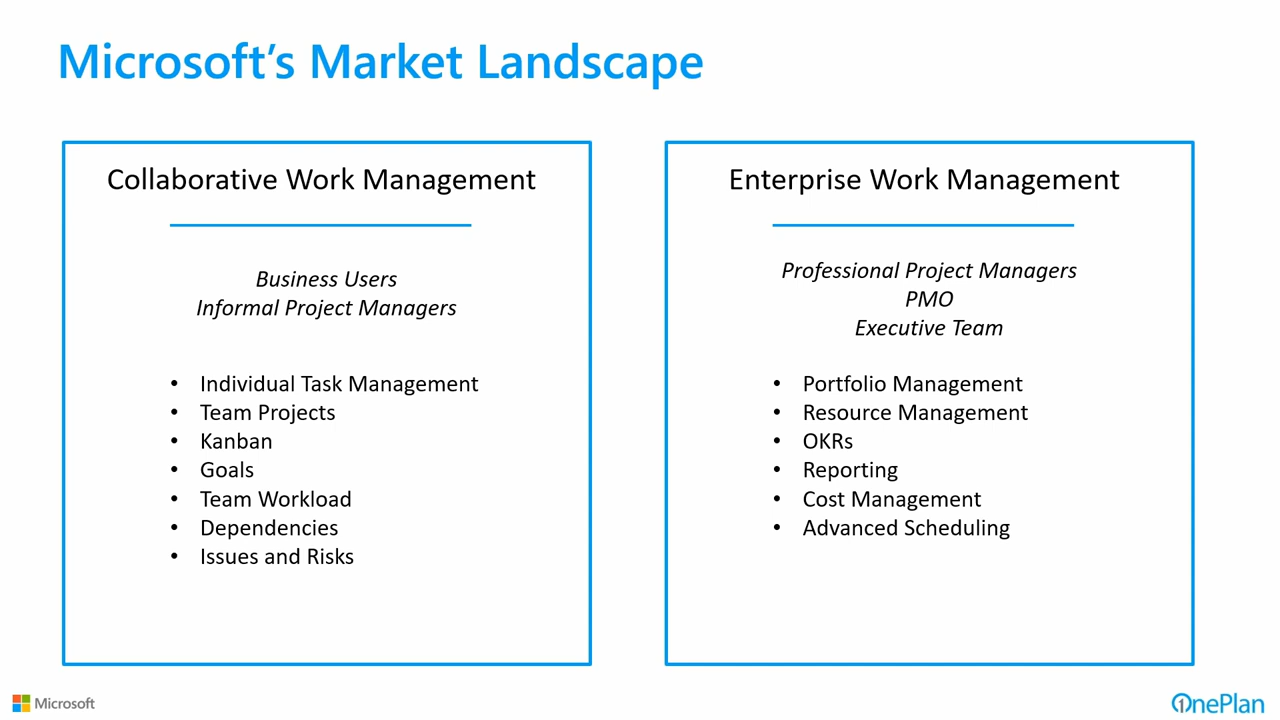 Microsoft's Market Landscape
Collaborative Work Management
Business Users
Informal Project Managers
• Individual Task Management
• Team Projects
• Kanban
• Goals
• Team Workload
• Dependencies
• Issues and Risks
Enterprise Work Management
Professional Project Managers
PMO
Executive Team
• Portfolio Management
• Resource Management
• OKRs
• Reporting
• Cost Management
• Advanced Scheduling
Microsoft
OnePlan